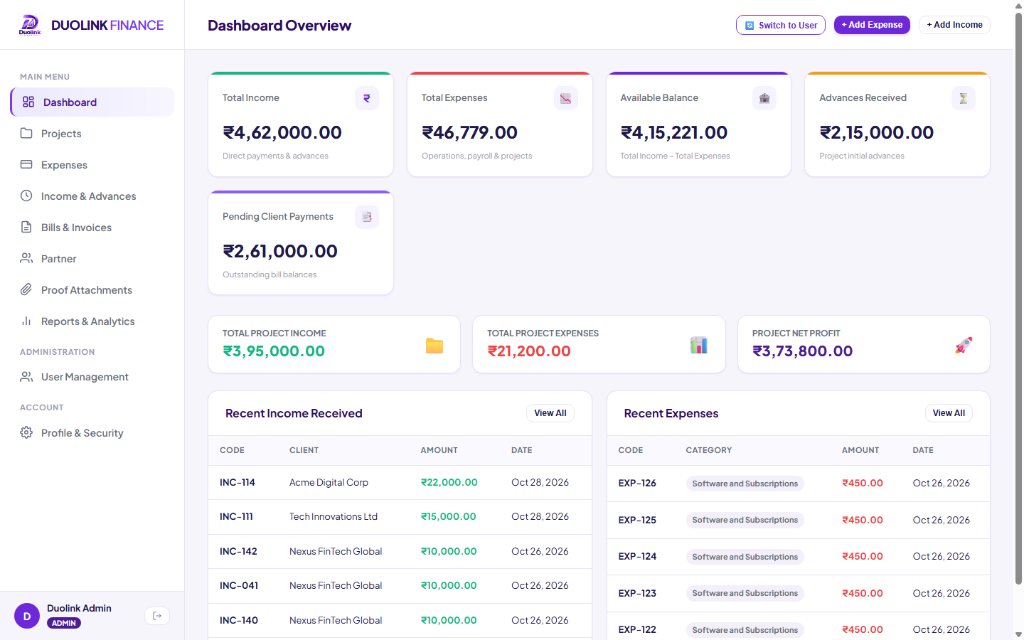 Duolink
DUOLINK FINANCE
MAIN MENU
Dashboard
Projects
Expenses
Income & Advances
Bills & Invoices
Partner
Proof Attachments
Reports & Analytics
ADMINISTRATION
User Management
ACCOUNT
Profile & Security
D
Duolink Admin
ADMIN
Dashboard Overview
Switch to User
+ Add Expense
+ Add Income
Total Income
₹
₹4,62,000.00
Direct payments & advances
Total Expenses
₹46,779.00
Operations, payroll & projects
Available Balance
₹4,15,221.00
Total Income – Total Expenses
Advances Received
₹2,15,000.00
Project initial advances
Pending Client Payments
₹2,61,000.00
Outstanding bill balances
TOTAL PROJECT INCOME
₹3,95,000.00
TOTAL PROJECT EXPENSES
₹21,200.00
PROJECT NET PROFIT
₹3,73,800.00
Recent Income Received
View All
CODE CLIENT AMOUNT DATE
INC-114 Acme Digital Corp ₹22,000.00 Oct 28, 2026
INC-111 Tech Innovations Ltd ₹15,000.00 Oct 28, 2026
INC-142 Nexus FinTech Global ₹10,000.00 Oct 26, 2026
INC-041 Nexus FinTech Global ₹10,000.00 Oct 26, 2026
INC-140 Nexus FinTech Global ₹10,000.00 Oct 26, 2026
Recent Expenses
View All
CODE CATEGORY AMOUNT DATE
EXP-126 Software and Subscriptions ₹450.00 Oct 26, 2026
EXP-125 Software and Subscriptions ₹450.00 Oct 26, 2026
EXP-124 Software and Subscriptions ₹450.00 Oct 26, 2026
EXP-123 Software and Subscriptions ₹450.00 Oct 26, 2026
EXP-122 Software and Subscriptions ₹450.00 Oct 26, 2026